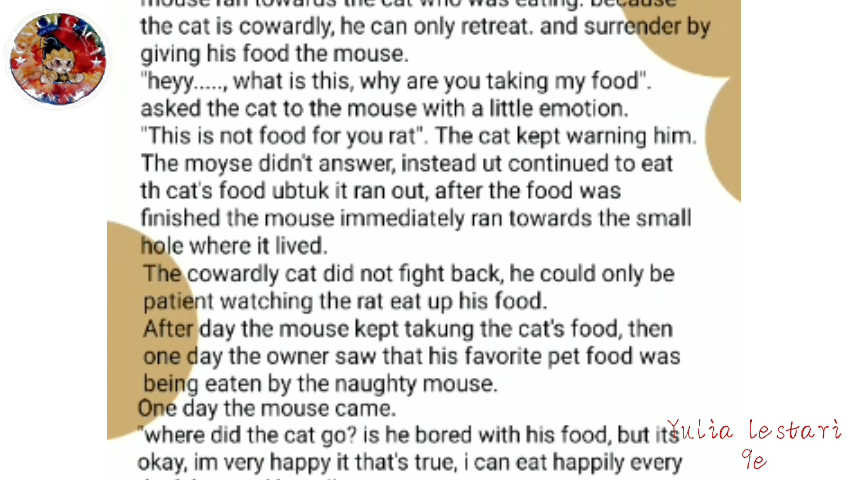 mouse ran towards the cat who was eating. because
the cat is cowardly, he can only retreat. and surrender by
giving his food the mouse.
"heyy....., what is this, why are you taking my food".
asked the cat to the mouse with a little emotion.
"This is not food for you rat". The cat kept warning him.
The moyse didn't answer, instead ut continued to eat
th cat's food ubtuk it ran out, after the food was
finished the mouse immediately ran towards the small
hole where it lived.
The cowardly cat did not fight back, he could only be
patient watching the rat eat up his food.
After day the mouse kept takung the cat's food, then
one day the owner saw that his favorite pet food was
being eaten by the naughty mouse.
One day the mouse came.
"where did the cat go? is he bored with his food, but its
okay, im very happy it that's true, i can eat happily every
Yulia lestari
9e